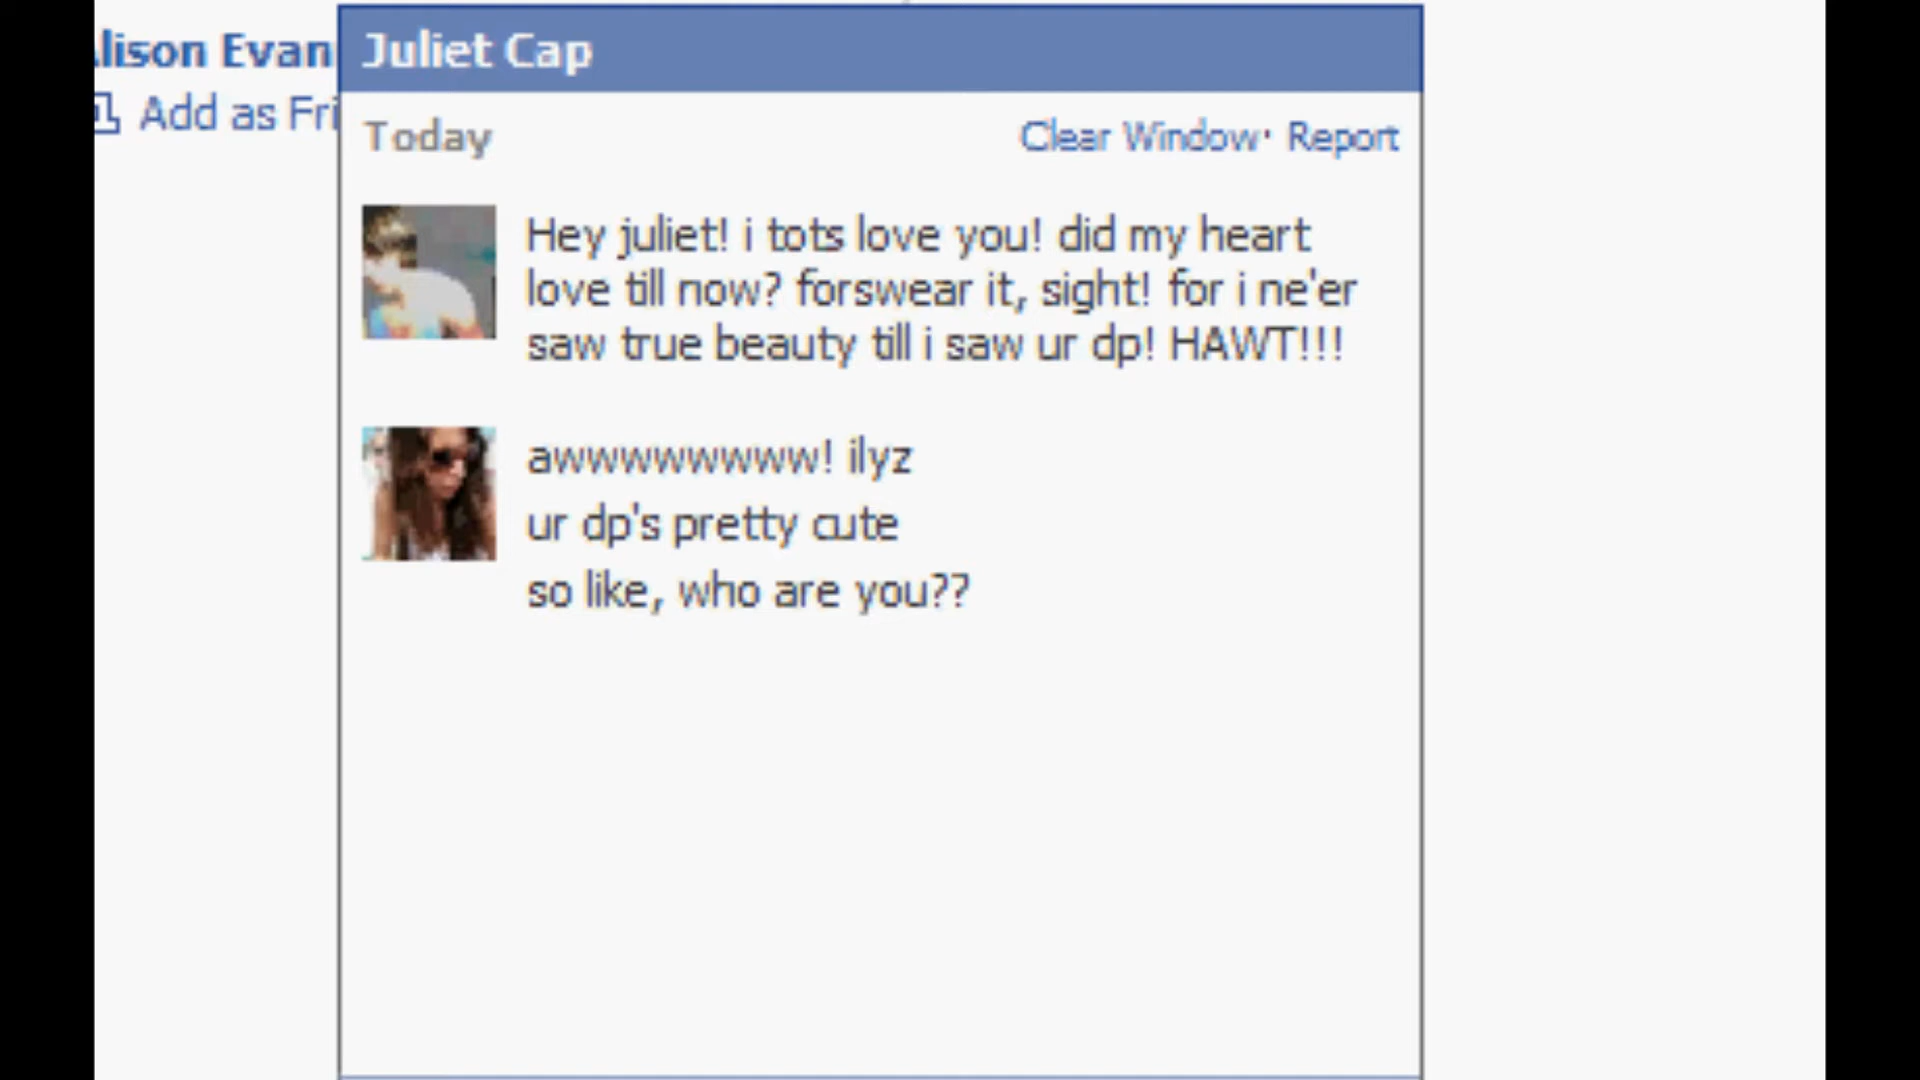 lison Evan
Add as Fri
Juliet Cap
Today
Clear Window · Report
Hey juliet! i tots love you! did my heart
love till now? forswear it, sight! for i ne'er
saw true beauty till i saw ur dp! HAWT!!!
awwwwwwww! ilyz
ur dp's pretty cute
so like, who are you??